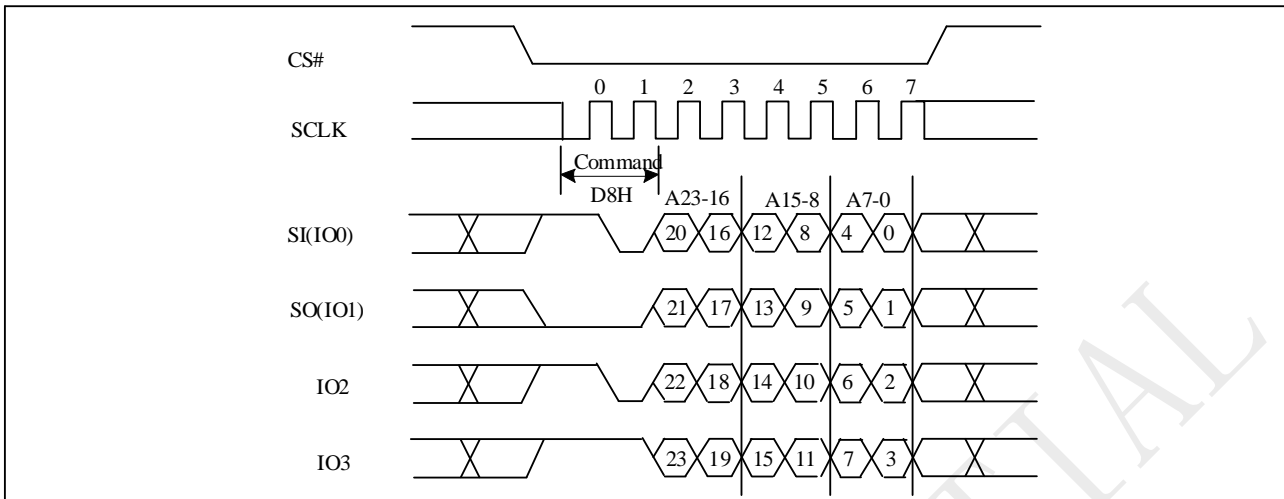 CS#
0 1 2 3 4 5 6 7
SCLK
Command
D8H
A23-16 A15-8 A7-0
SI(IO0) 20 16 12 8 4 0
SO(IO1) 21 17 13 9 5 1
IO2 22 18 14 10 6 2
IO3 23 19 15 11 7 3